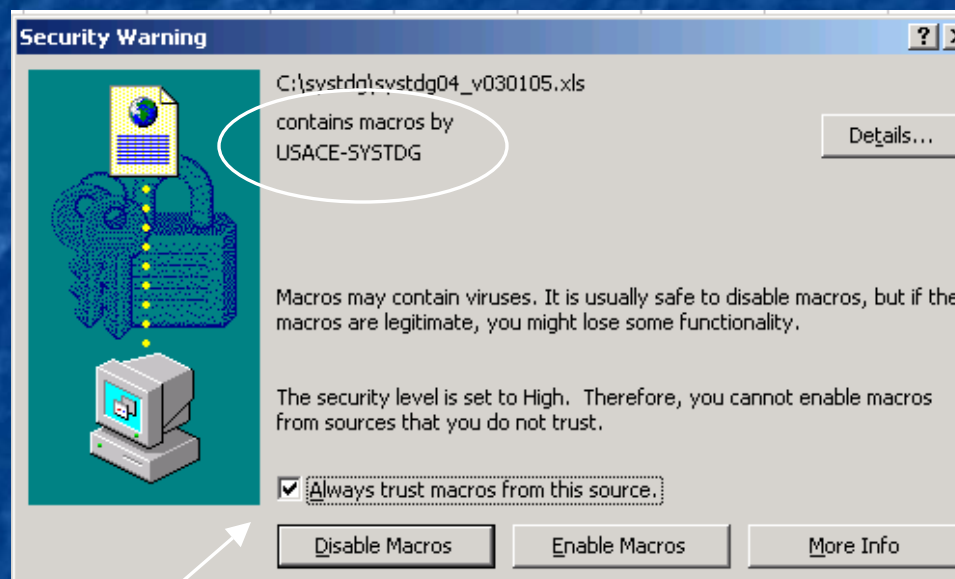 Security Warning
C:\systdg\systdg04_v030105.xls
contains macros by
USACE-SYSTDG
Details...
Macros may contain viruses. It is usually safe to disable macros, but if the
macros are legitimate, you might lose some functionality.
The security level is set to High. Therefore, you cannot enable macros
from sources that you do not trust.
Always trust macros from this source.
Disable Macros Enable Macros More Info